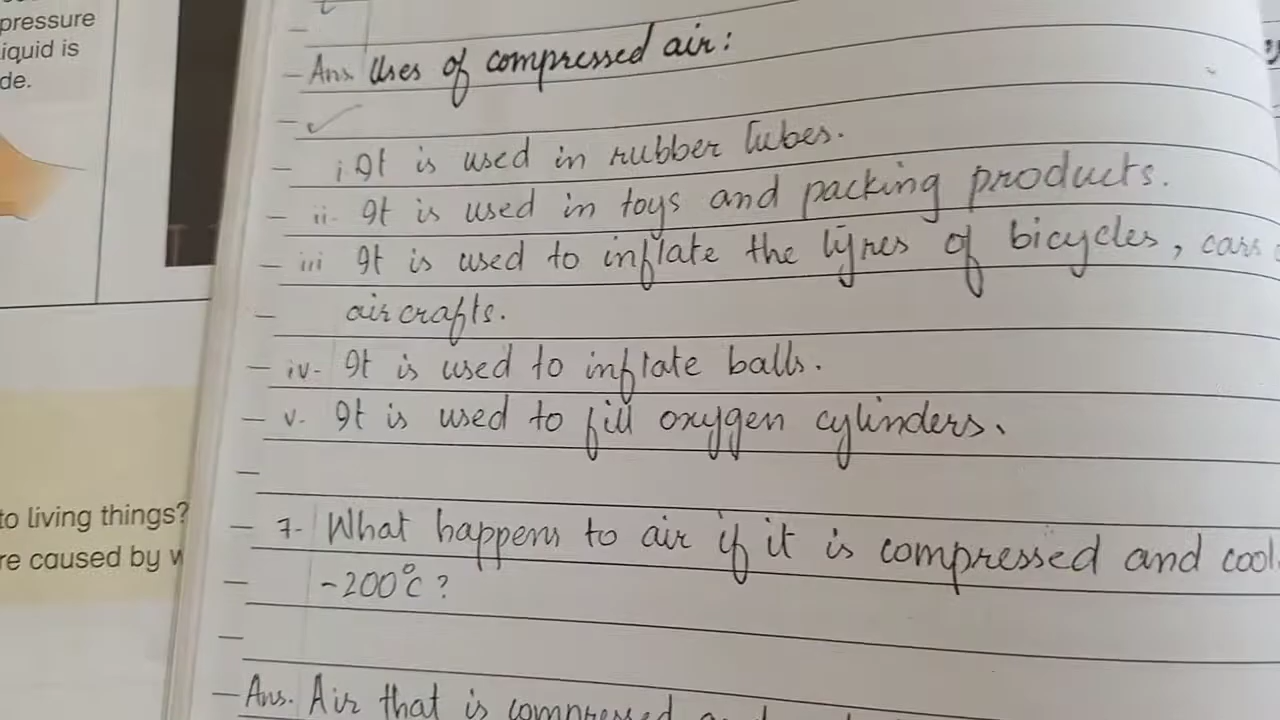 pressure
iquid is
de.
to living things?
re caused by w
Ans. Uses of compressed air:
i. It is used in rubber tubes.
ii- It is used in toys and packing products.
iii It is used to inflate the tyres of bicycles, cars
aircrafts.
iv- It is used to inflate balls.
v. It is used to fill oxygen cylinders.
7- What happens to air if it is compressed and cool
-200°C?
Ans. Air that is compressed